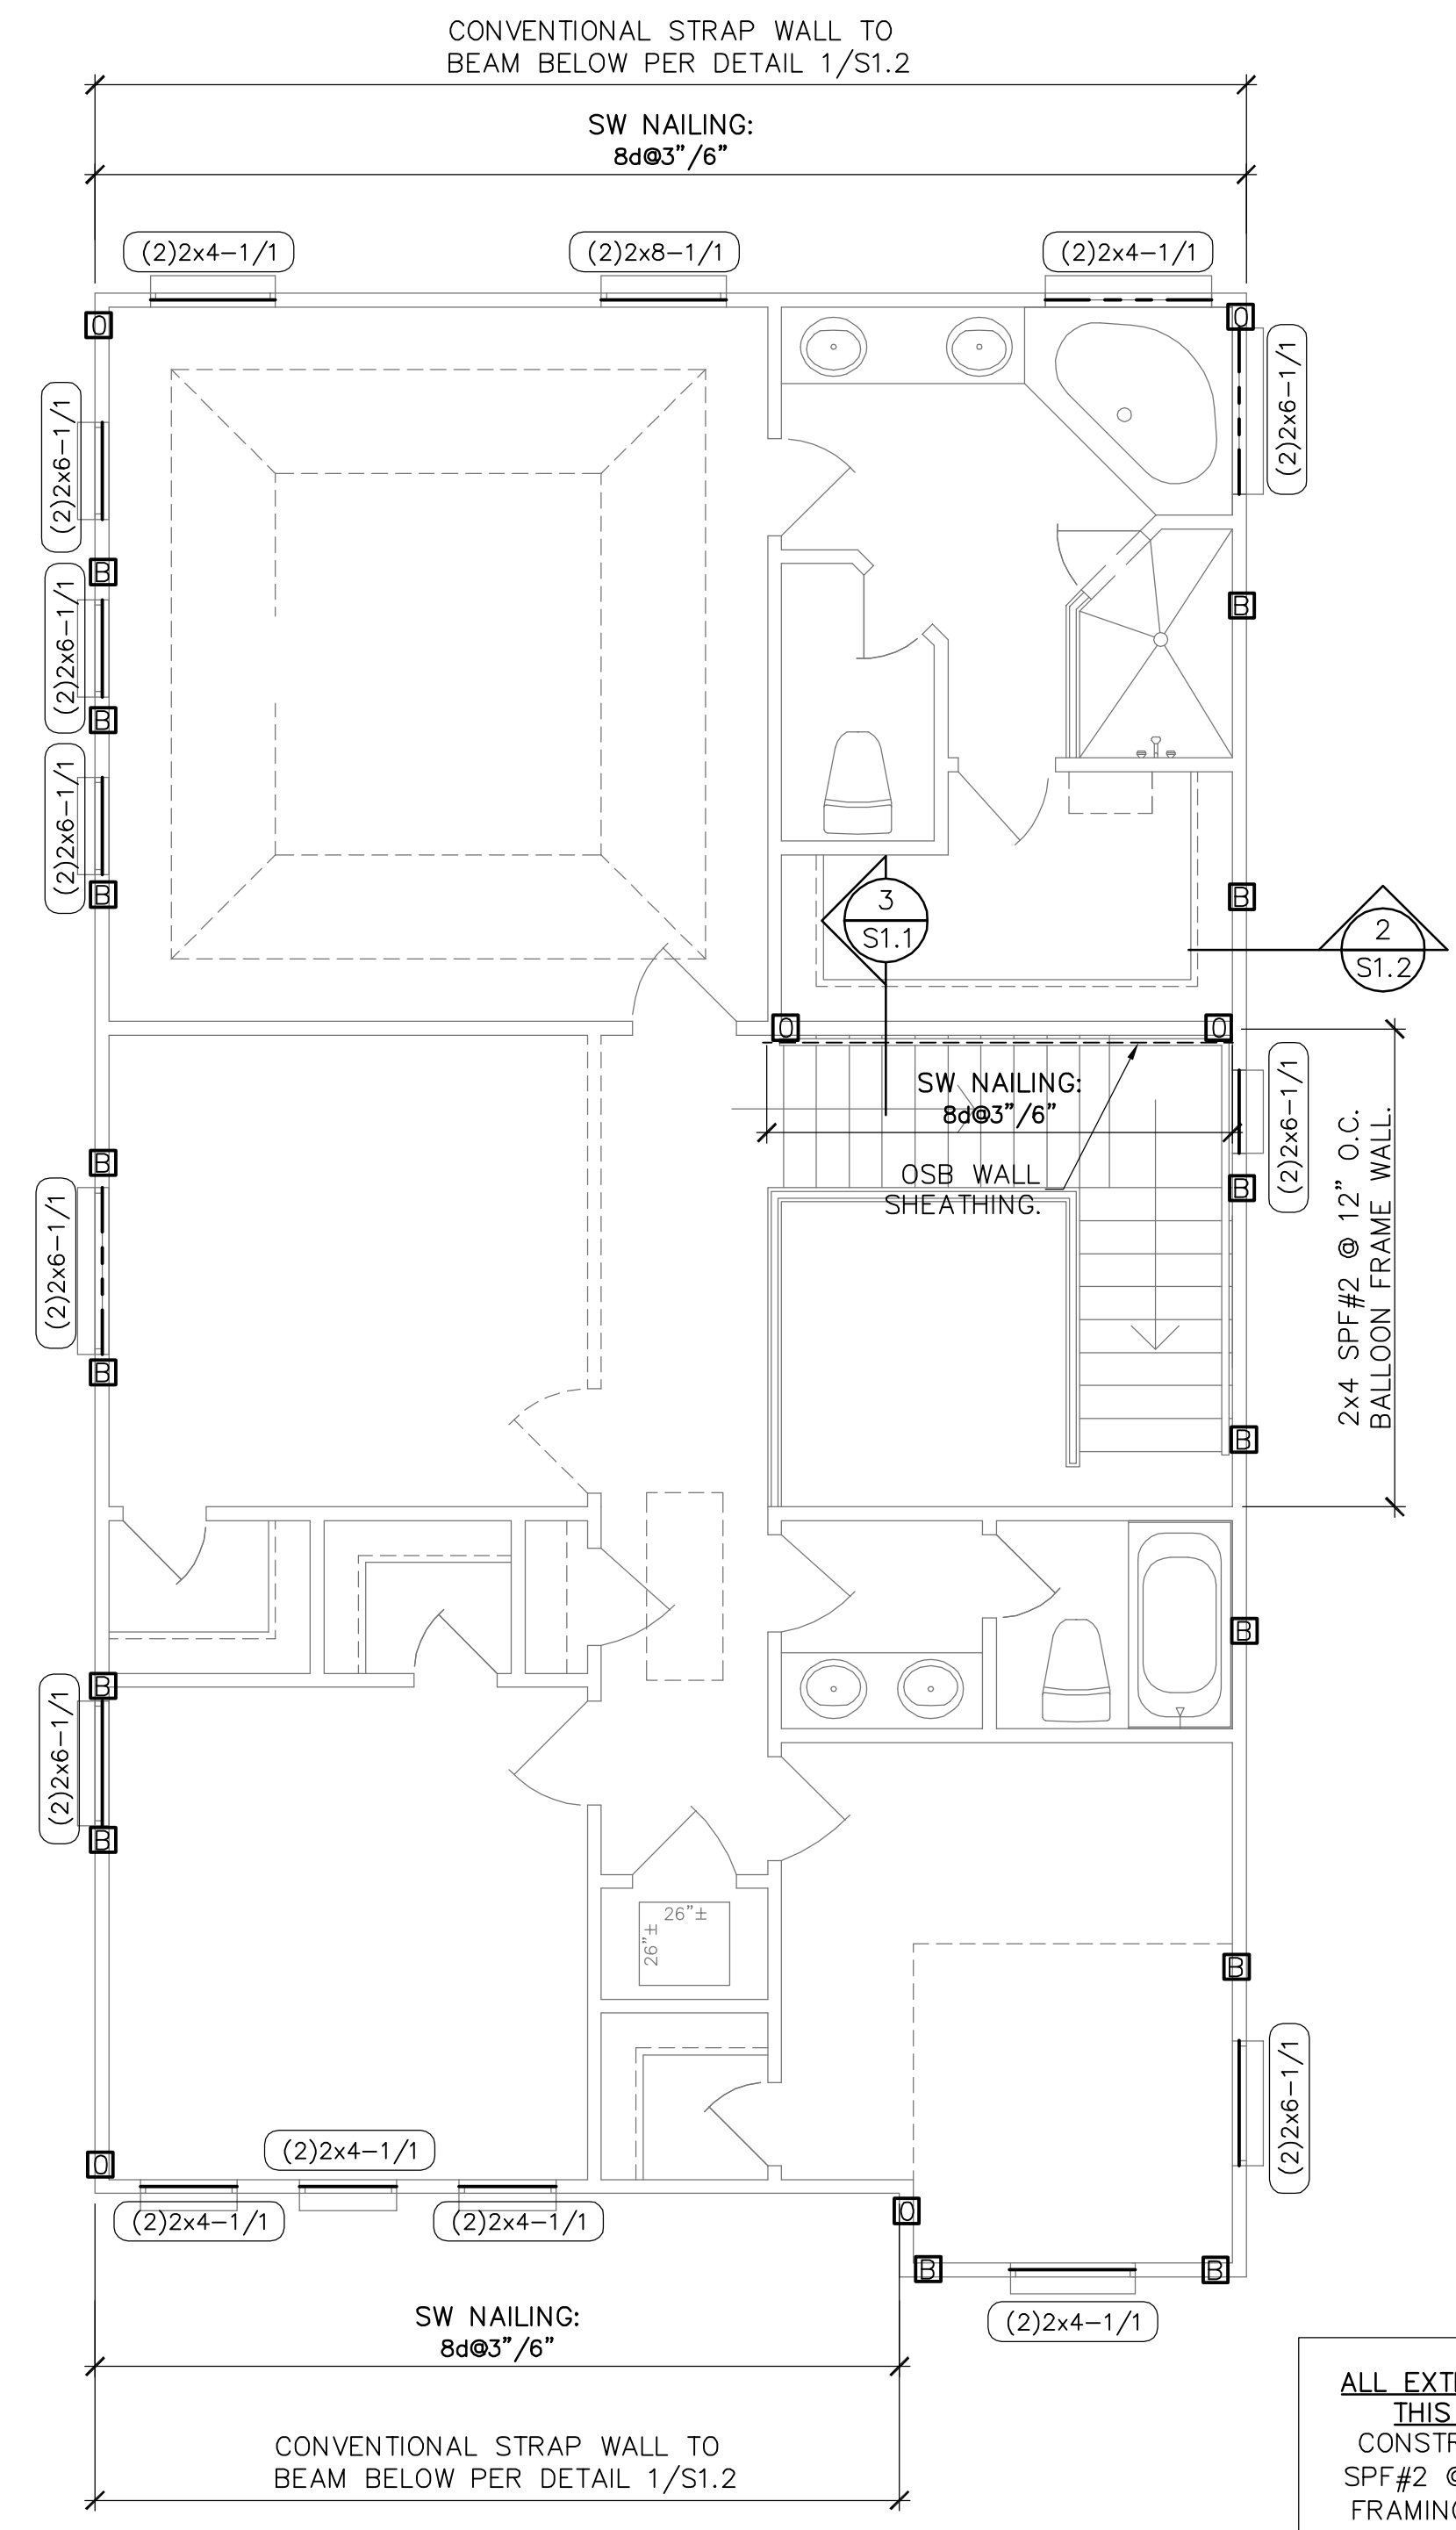 CONVENTIONAL STRAP WALL TO
BEAM BELOW PER DETAIL 1/S1.2
SW NAILING:
8d@3"/6"
(2)2x4-1/1
(2)2x8-1/1
(2)2x4-1/1
O
O
(2)2x6-1/1
(2)2x6-1/1
B
B
(2)2x6-1/1
B
(2)2x6-1/1
B
B
3
S1.1
2
S1.2
O
O
SW NAILING:
8d@3"/6"
(2)2x6-1/1
OSB WALL
SHEATHING.
2x4 SPF#2 @ 12" O.C.
BALLOON FRAME WALL.
B
B
(2)2x6-1/1
B
B
B
B
(2)2x6-1/1
B
26"±
26"±
B
(2)2x6-1/1
O
(2)2x4-1/1
(2)2x4-1/1
(2)2x4-1/1
O
B
B
(2)2x4-1/1
SW NAILING:
8d@3"/6"
CONVENTIONAL STRAP WALL TO
BEAM BELOW PER DETAIL 1/S1.2
ALL
THIS
SPF#2